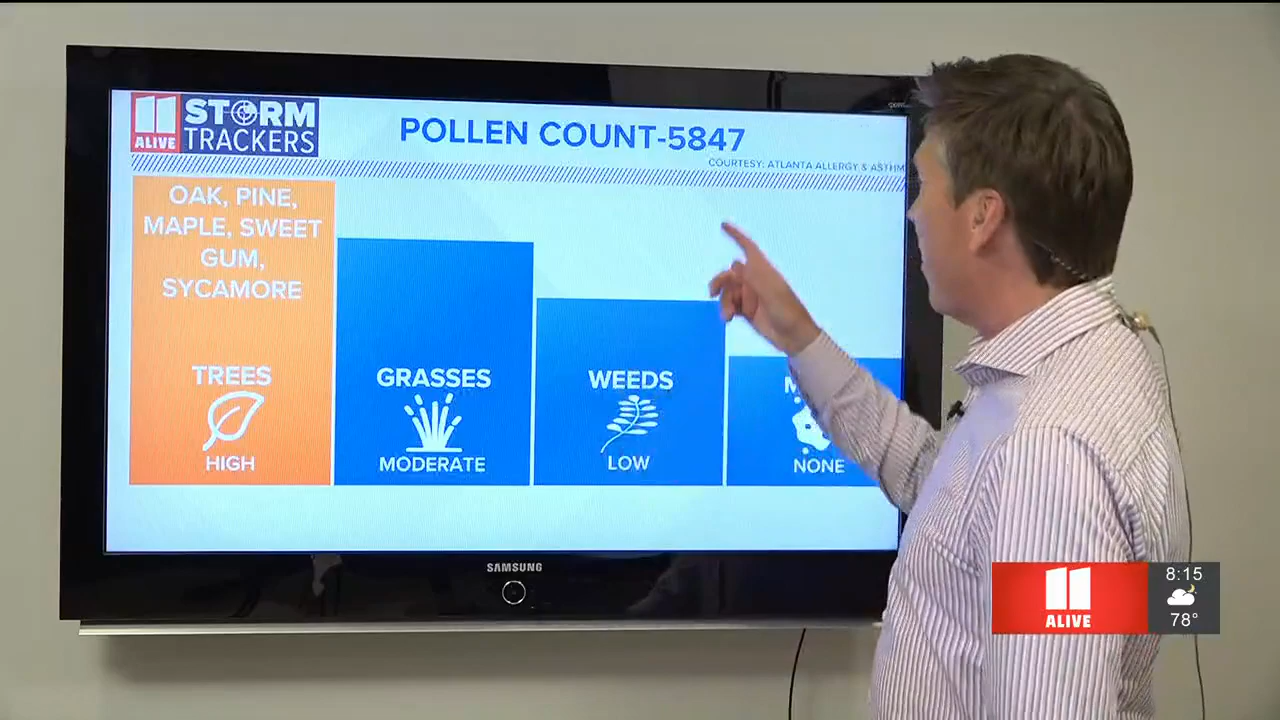 11 ALIVE
STORM
TRACKERS
POLLEN COUNT-5847
COURTESY: ATLANTA ALLERGY & ASTHM
OAK, PINE,
MAPLE, SWEET
GUM,
SYCAMORE
TREES
HIGH
GRASSES
MODERATE
WEEDS
LOW
NONE
SAMSUNG
11
ALIVE
8:15
78°